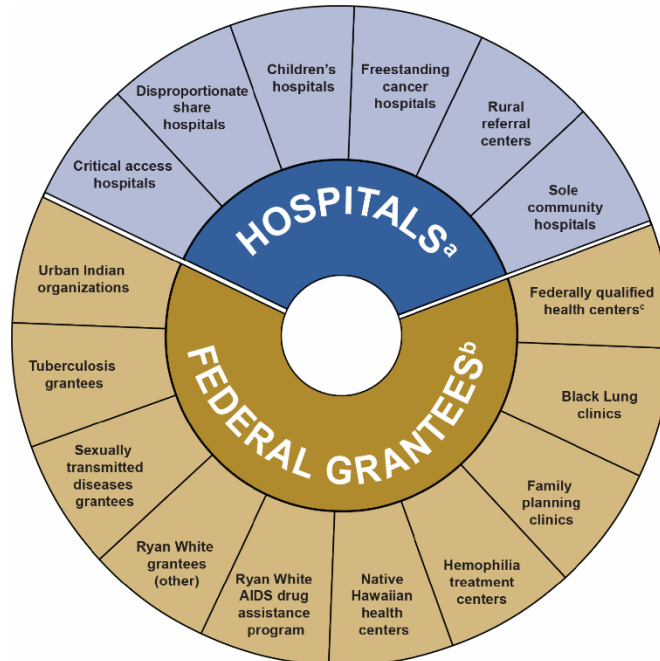 Critical access
hospitals
Disproportionate
share
hospitals
Children's
hospitals
Freestanding
cancer
hospitals
Rural
referral
centers
Sole
community
hospitals
HOSPITALSa
Federally qualified
health centersc
Black Lung
clinics
Family
planning
clinics
Hemophilia
treatment
centers
Native
Hawaiian
health
centers
Ryan White
AIDS drug
assistance
program
Ryan White
grantees
(other)
Sexually
transmitted
diseases
grantees
Tuberculosis
grantees
Urban Indian
organizations
FEDERAL GRANTEESb